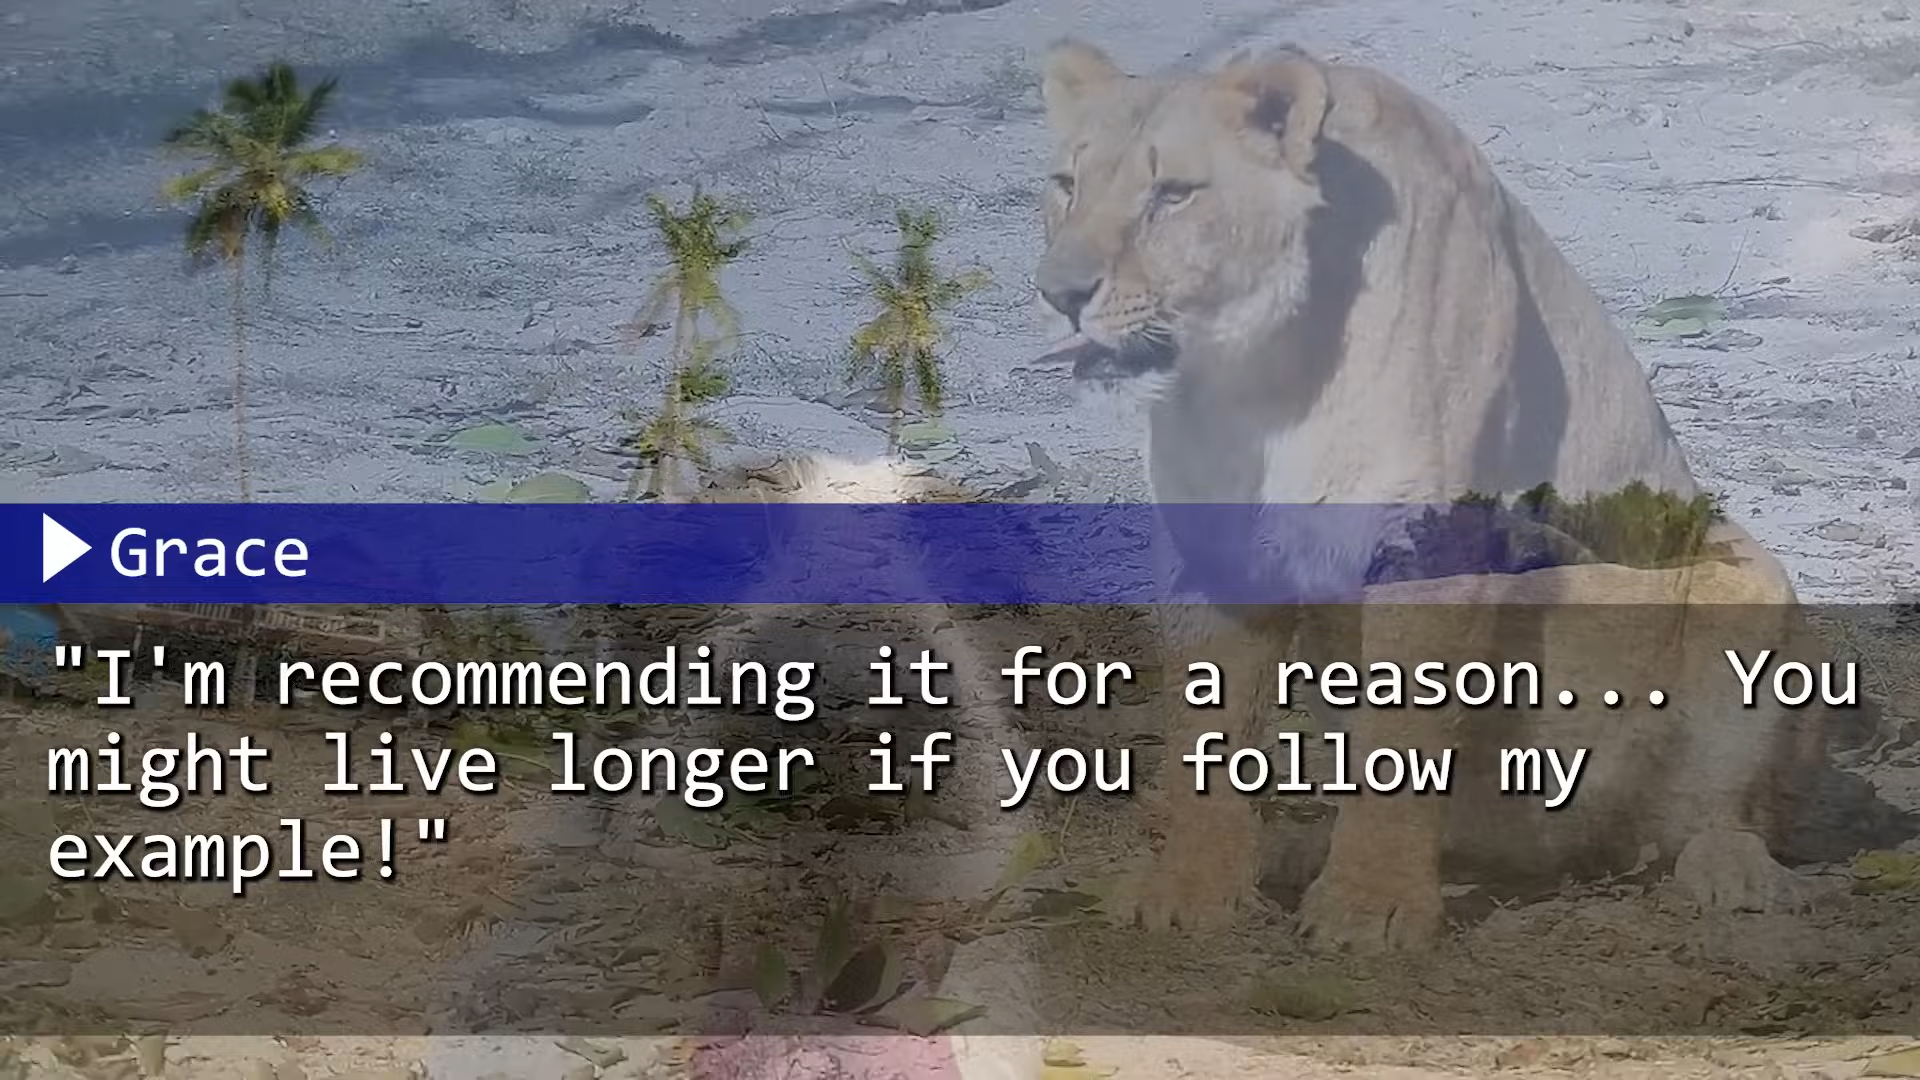 Grace
"I'm recommending it for a reason... You
might live longer if you follow my
example!"